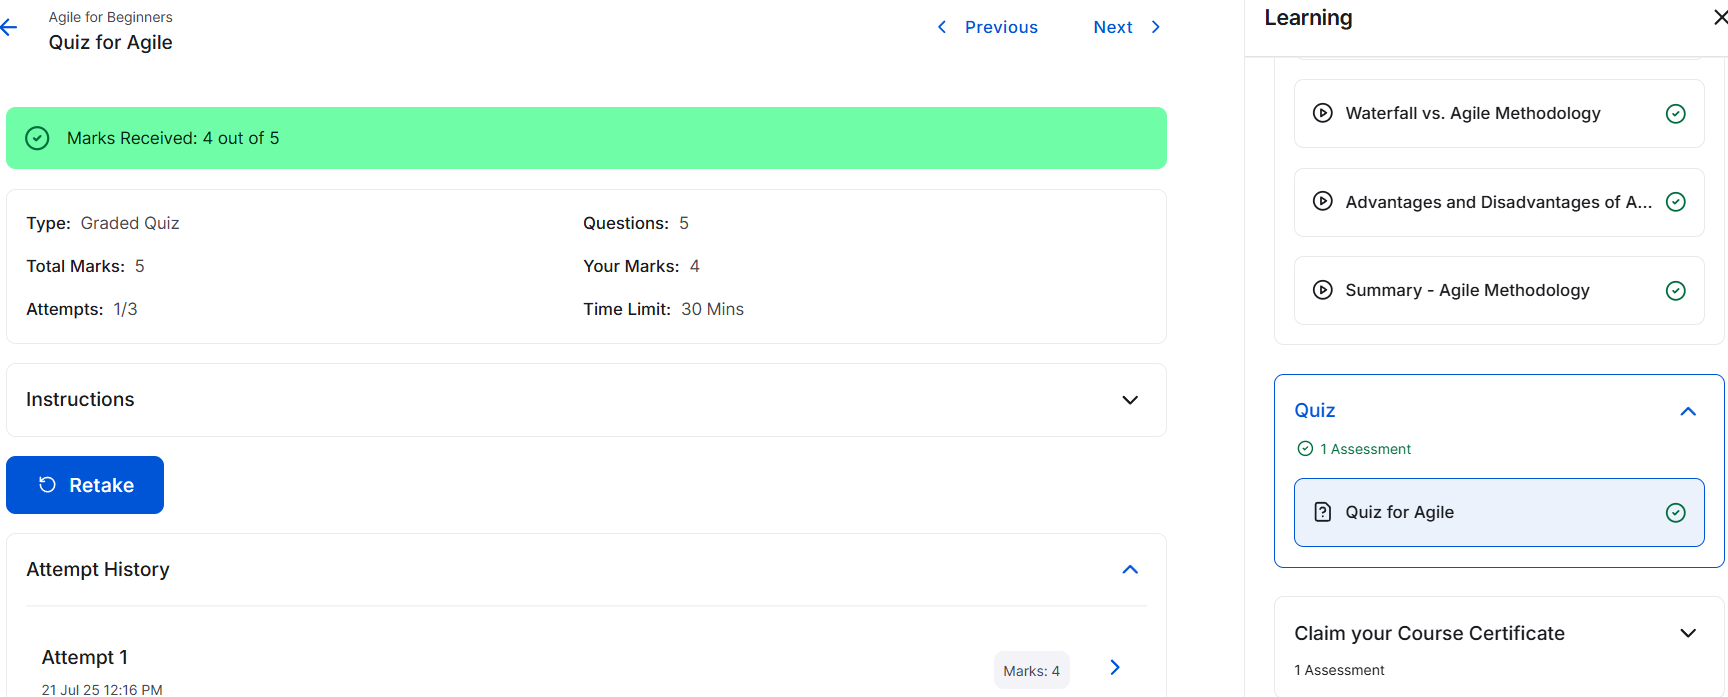 Agile for Beginners
Quiz for Agile
Previous
Next
Marks Received: 4 out of 5
Type: Graded Quiz
Questions: 5
Total Marks: 5
Your Marks: 4
Attempts: 1/3
Time Limit: 30 Mins
Instructions
Retake
Attempt History
Attempt 1
Marks: 4
21 Jul 25 12:16 PM
Learning
Waterfall vs. Agile Methodology
Advantages and Disadvantages of A...
Summary - Agile Methodology
Quiz
1 Assessment
Quiz for Agile
Claim your Course Certificate
1 Assessment